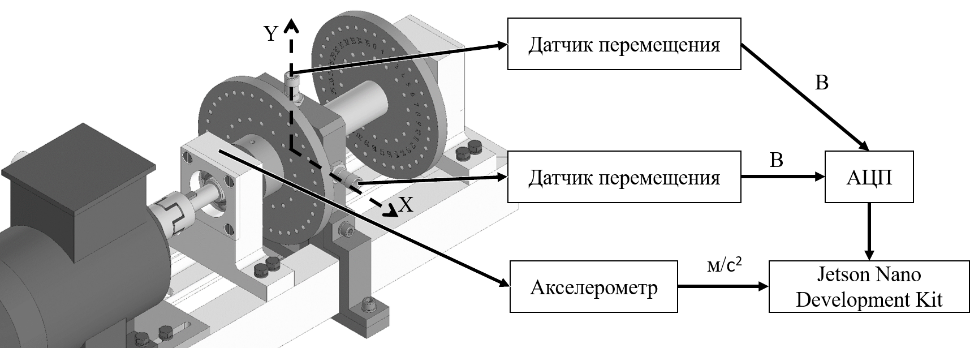 Y
Датчик перемещения
В
Датчик перемещения
В
АЦП
X
Акселерометр
м/с²
Jetson Nano
Development Kit